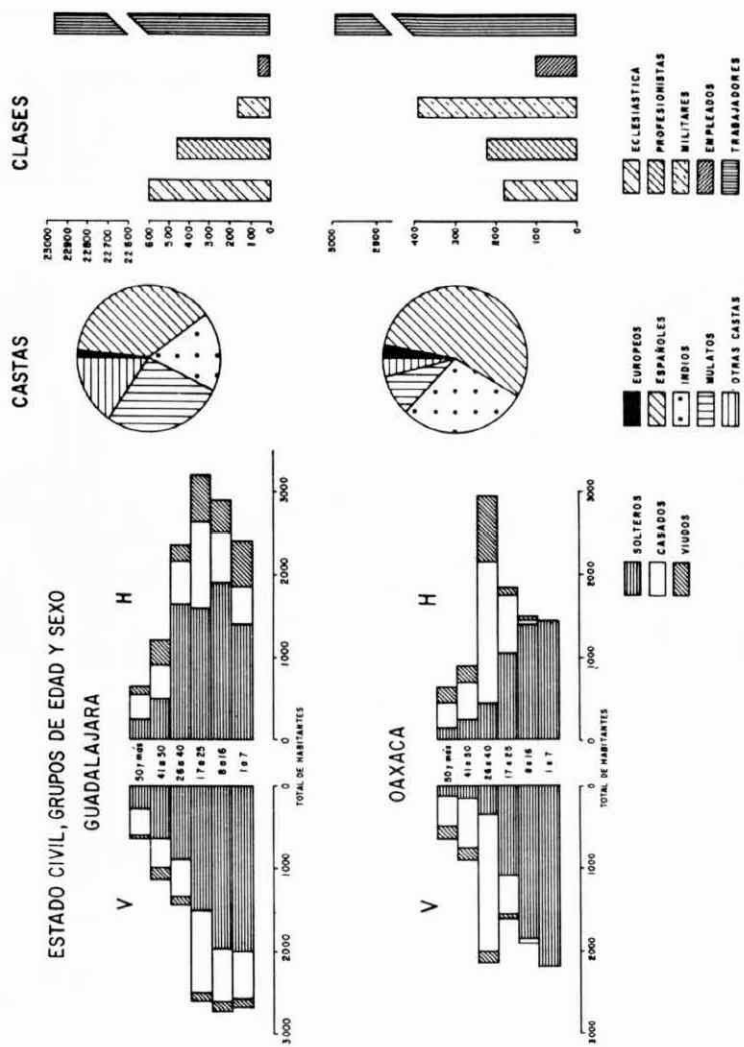 ESTADO CIVIL, GRUPOS DE EDAD Y SEXO
CASTAS
CLASES
GUADALAJARA
V
H
50 y más
41 a 50
26 a 40
17 a 25
8 a 16
1 a 7
3000
2000
1000
0
0
1000
2000
3000
TOTAL DE HABITANTES
23000
22900
22800
22700
22600
600
500
400
300
200
100
0
OAXACA
V
H
50 y más
41 a 50
26 a 40
17 a 25
8 a 16
1 a 7
3000
2000
1000
0
0
1000
2000
3000
TOTAL DE HABITANTES
3000
2900
400
300
200
100
0
SOLTEROS
CASADOS
VIUDOS
EUROPEOS
ESPAÑOLES
INDIOS
MULATOS
OTRAS CASTAS
ECLESIASTICA
PROFESIONISTAS
MILITARES
EMPLEADOS
TRABAJADORES